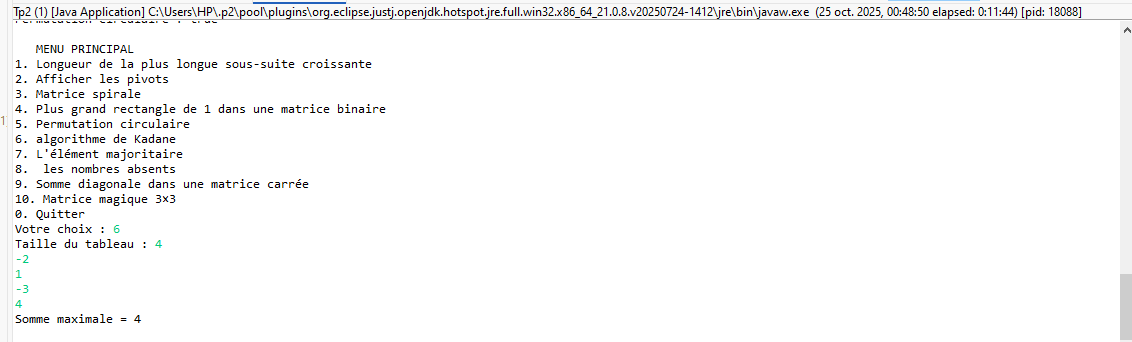 Tp2 (1) [Java Application] C:\Users\HP\.p2\pool\plugins\org.eclipse.justj.openjdk.hotspot.jre.full.win32.x86_64_21.0.8.v20250724-1412\jre\bin\javaw.exe (25 oct. 2025, 00:48:50 elapsed: 0:11:44) [pid: 18088]
MENU PRINCIPAL
1. Longueur de la plus longue sous-suite croissante
2. Afficher les pivots
3. Matrice spirale
4. Plus grand rectangle de 1 dans une matrice binaire
5. Permutation circulaire
6. algorithme de Kadane
7. L'élément majoritaire
8.  les nombres absents
9. Somme diagonale dans une matrice carrée
10. Matrice magique 3×3
0. Quitter
Votre choix : 6
Taille du tableau : 4
-2
1
-3
4
Somme maximale = 4